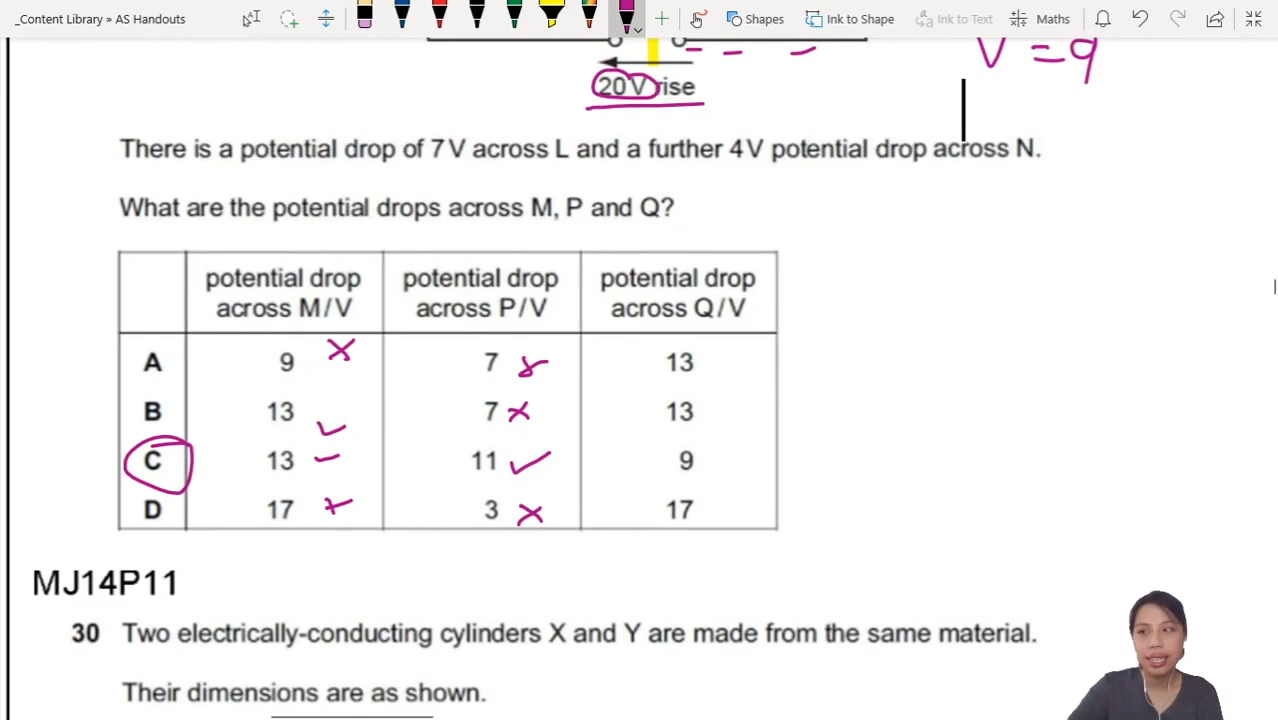 _Content Library » AS Handouts
Shapes
Ink to Shape
Ink to Text
Maths
V = 9
20V rise
There is a potential drop of 7V across L and a further 4V potential drop across N.
What are the potential drops across M, P and Q?
potential drop across M/V potential drop across P/V potential drop across Q/V
A 9 7 13
B 13 7 13
C 13 11 9
D 17 3 17
MJ14P11
30 Two electrically-conducting cylinders X and Y are made from the same material.
Their dimensions are as shown.